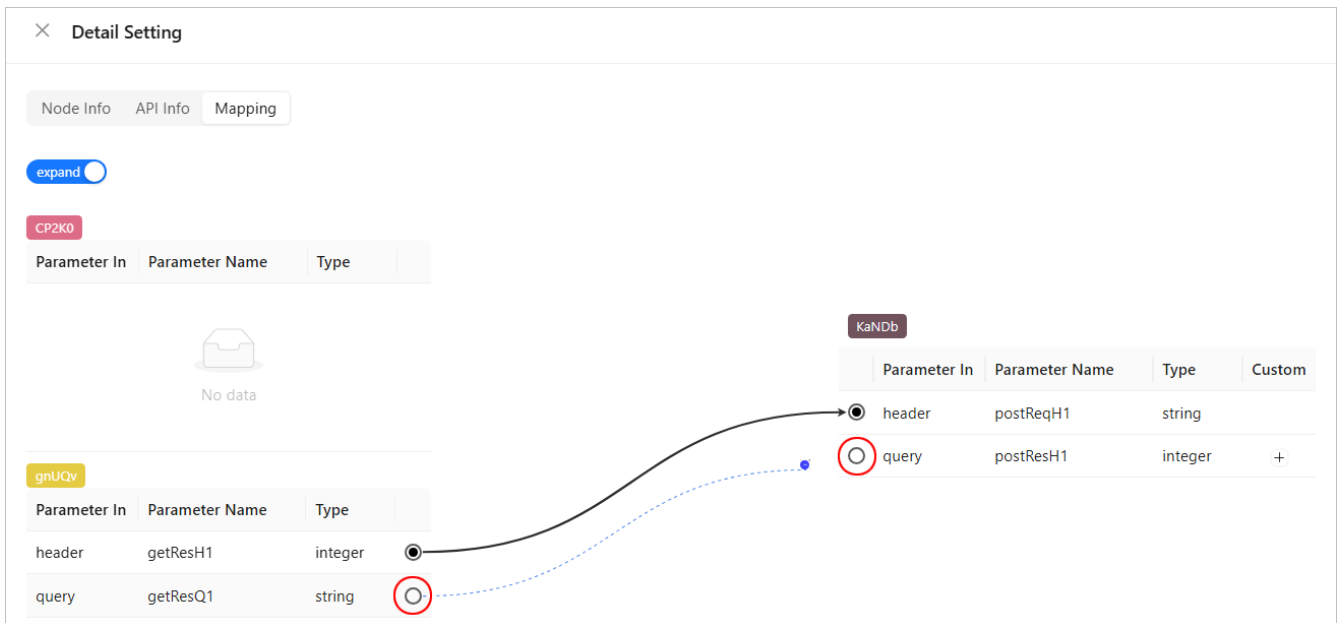 Detail Setting
Node Info API Info Mapping
expand
CP2K0
Parameter In Parameter Name Type
No data
gnUQv
Parameter In Parameter Name Type
header getResH1 integer
query getResQ1 string
KaNDb
Parameter In Parameter Name Type Custom
header postReqH1 string
query postResH1 integer +